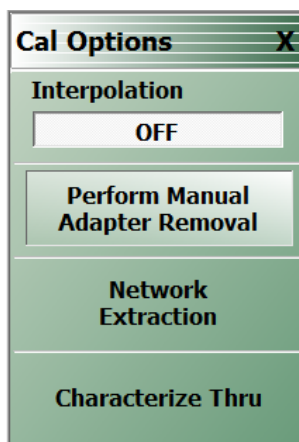 Cal Options X
Interpolation
OFF
Perform Manual
Adapter Removal
Network
Extraction
Characterize Thru